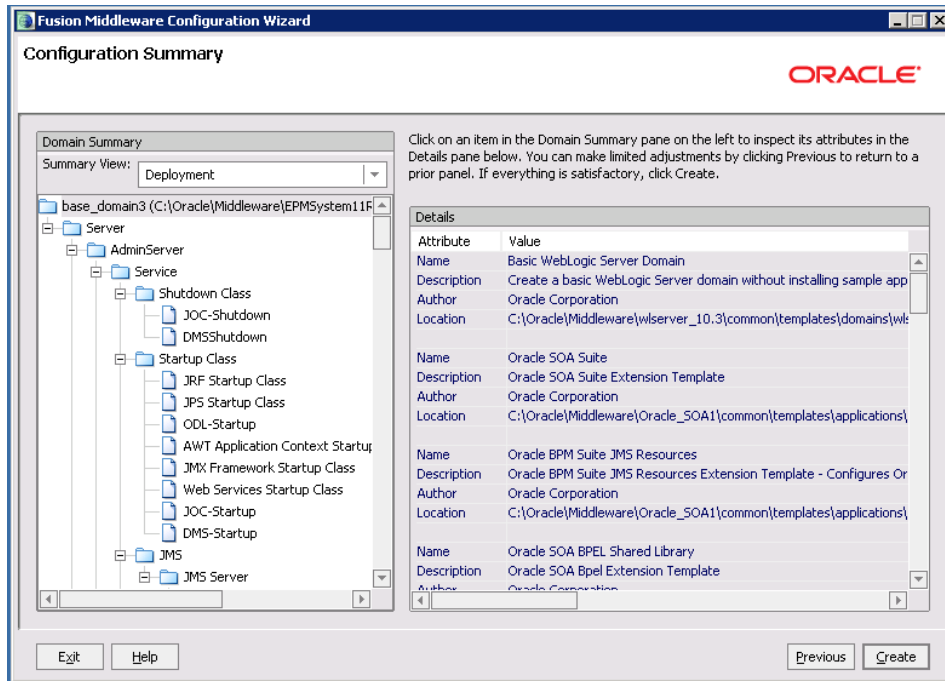 Fusion Middleware Configuration Wizard
Configuration Summary
ORACLE
Domain Summary
Summary View:
Deployment
base_domain3 (C:\Oracle\Middleware\EPMSystem11R
Server
AdminServer
Service
Shutdown Class
JOC-Shutdown
DMSShutdown
Startup Class
JRF Startup Class
JPS Startup Class
ODL-Startup
AWT Application Context Startup
JMX Framework Startup Class
Web Services Startup Class
JOC-Startup
DMS-Startup
JMS
JMS Server
Click on an item in the Domain Summary pane on the left to inspect its attributes in the
Details pane below. You can make limited adjustments by clicking Previous to return to a
prior panel. If everything is satisfactory, click Create.
Details
Attribute Value
Name Basic WebLogic Server Domain
Description Create a basic WebLogic Server domain without installing sample app
Author Oracle Corporation
Location C:\Oracle\Middleware\wlserver_10.3\common\templates\domains\wls
Name Oracle SOA Suite
Description Oracle SOA Suite Extension Template
Author Oracle Corporation
Location C:\Oracle\Middleware\Oracle_SOA1\common\templates\applications\
Name Oracle BPM Suite JMS Resources
Description Oracle BPM Suite JMS Resources Extension Template - Configures Or
Author Oracle Corporation
Location C:\Oracle\Middleware\Oracle_SOA1\common\templates\applications\
Name Oracle SOA BPEL Shared Library
Description Oracle SOA Bpel Extension Template
Author Oracle Corporation
Exit Help Previous Create